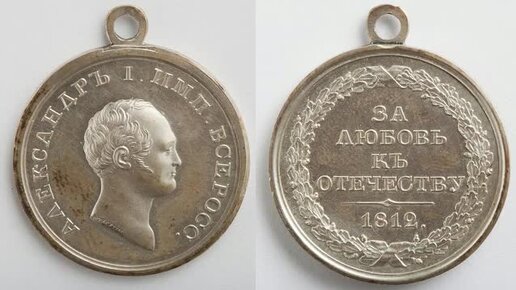 АЛЕКСАНДРЪ I. ИМП. ВСЕРОСС.
ЗА
ЛЮБОВЬ
КЪ
ОТЕЧЕСТВУ
1812.